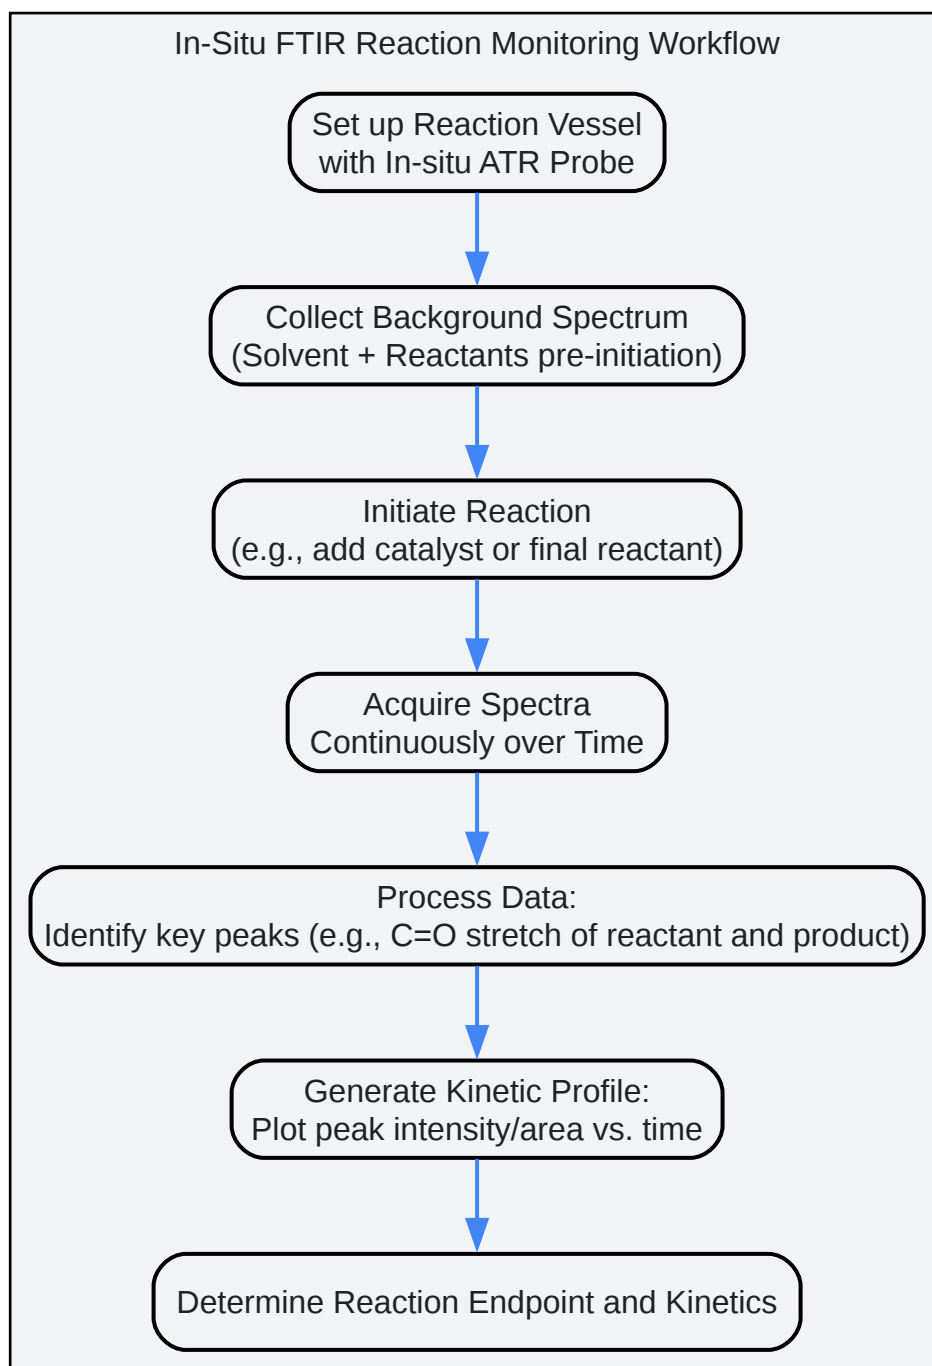 In-Situ FTIR Reaction Monitoring Workflow
Set up Reaction Vessel
with In-situ ATR Probe
Collect Background Spectrum
(Solvent + Reactants pre-initiation)
Initiate Reaction
(e.g., add catalyst or final reactant)
Acquire Spectra
Continuously over Time
Process Data:
Identify key peaks (e.g., C=O stretch of reactant and product)
Generate Kinetic Profile:
Plot peak intensity/area vs. time
Determine Reaction Endpoint and Kinetics